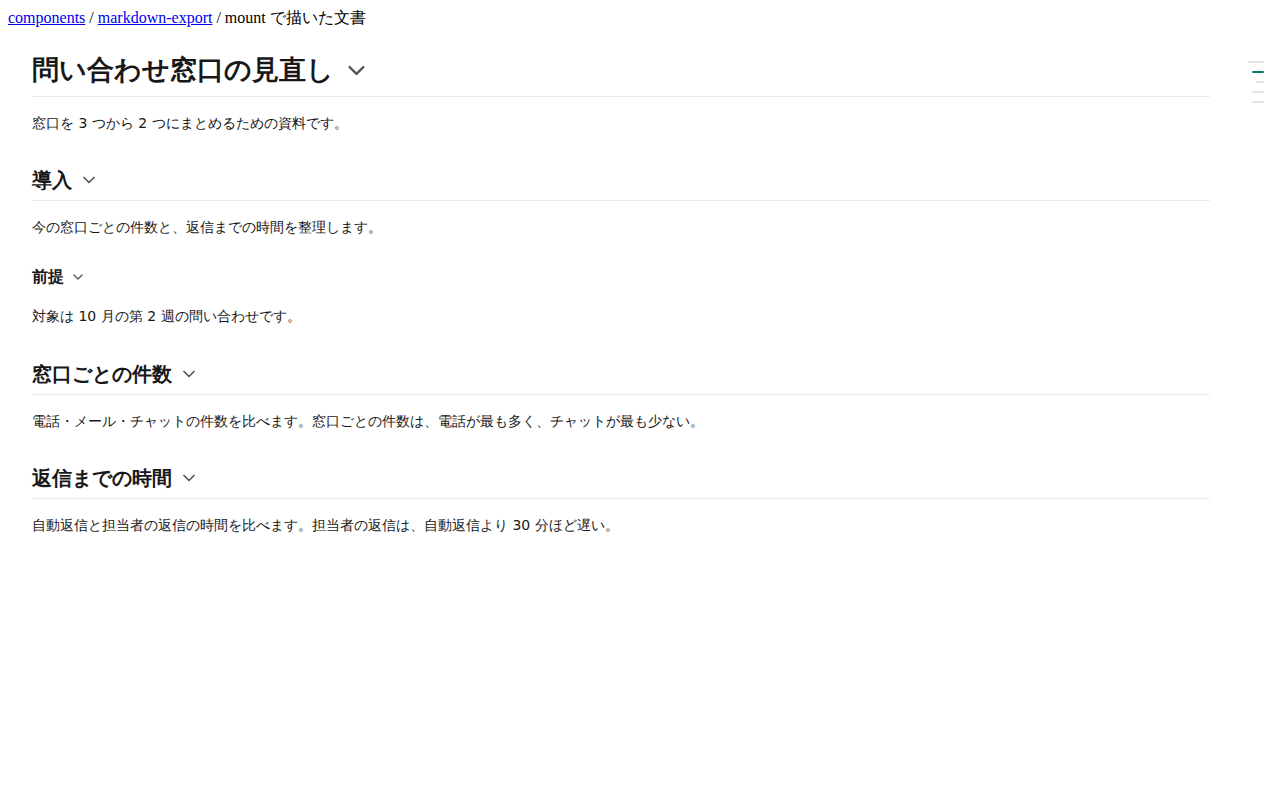 components / markdown-export / mount で描いた文書
問い合わせ窓口の見直し
窓口を 3 つから 2 つにまとめるための資料です。
導入
今の窓口ごとの件数と、返信までの時間を整理します。
前提
対象は 10 月の第 2 週の問い合わせです。
窓口ごとの件数
電話・メール・チャットの件数を比べます。窓口ごとの件数は、電話が最も多く、チャットが最も少ない。
返信までの時間
自動返信と担当者の返信の時間を比べます。担当者の返信は、自動返信より 30 分ほど遅い。